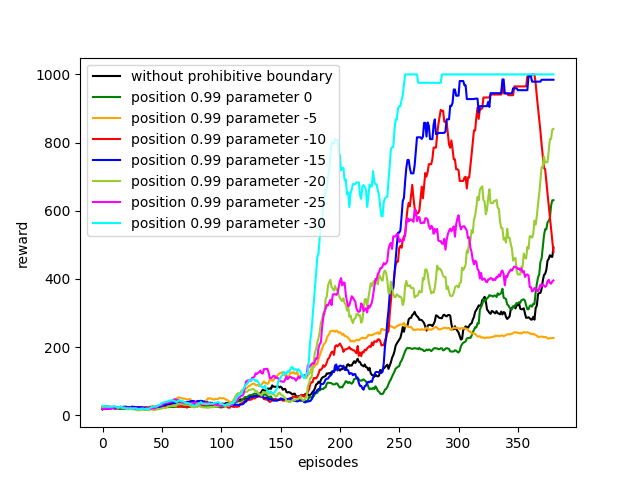 1000
800
600
400
200
0
reward
without prohibitive boundary
position 0.99 parameter 0
position 0.99 parameter -5
position 0.99 parameter -10
position 0.99 parameter -15
position 0.99 parameter -20
position 0.99 parameter -25
position 0.99 parameter -30
0 50 100 150 200 250 300 350
episodes